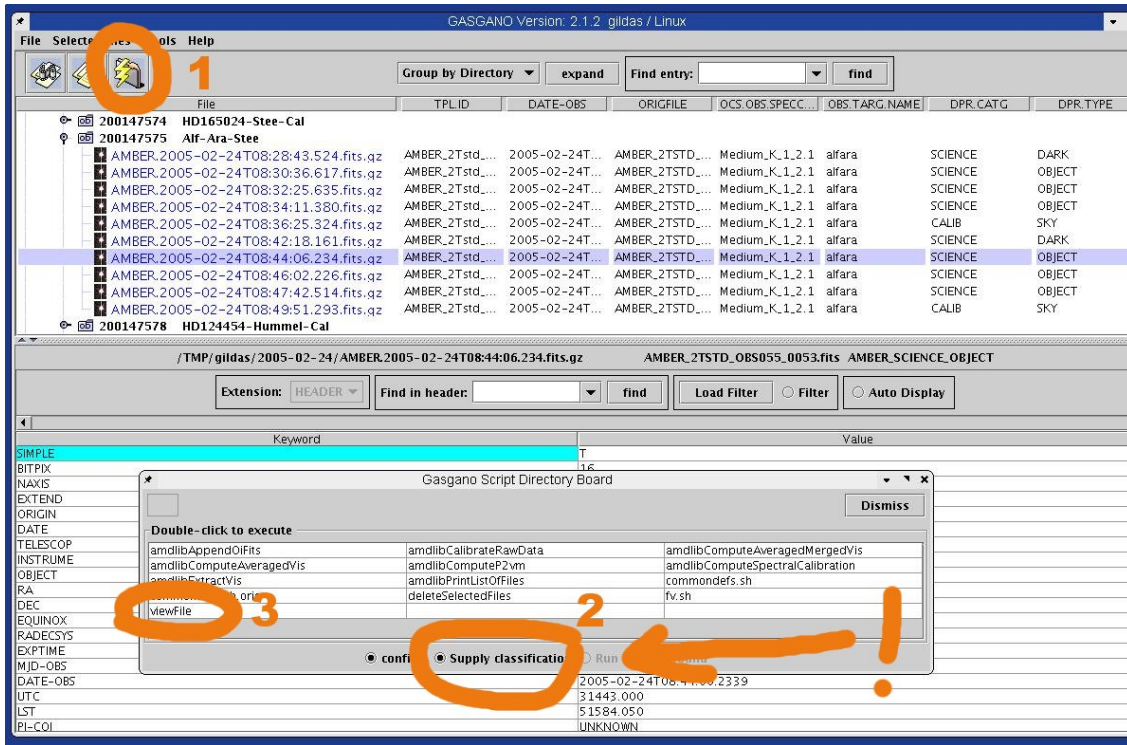 GASGANO Version: 2.1.2 gildas / Linux
File Selecte iles ols Help
1
Group by Directory expand Find entry: find
File TPL.ID DATE-OBS ORIGFILE OCS.OBS.SPECC... OBS.TARG.NAME DPR.CATG DPR.TYPE
200147574 HD165024-Stee-Cal
200147575 Alf-Ara-Stee
AMBER.2005-02-24T08:28:43.524.fits.gz AMBER_2Tstd_... 2005-02-24T... AMBER_2TSTD_... Medium_K_1_2.1 alfara SCIENCE DARK
AMBER.2005-02-24T08:30:36.617.fits.gz AMBER_2Tstd_... 2005-02-24T... AMBER_2TSTD_... Medium_K_1_2.1 alfara SCIENCE OBJECT
AMBER.2005-02-24T08:32:25.635.fits.gz AMBER_2Tstd_... 2005-02-24T... AMBER_2TSTD_... Medium_K_1_2.1 alfara SCIENCE OBJECT
AMBER.2005-02-24T08:34:11.380.fits.gz AMBER_2Tstd_... 2005-02-24T... AMBER_2TSTD_... Medium_K_1_2.1 alfara SCIENCE OBJECT
AMBER.2005-02-24T08:36:25.324.fits.gz AMBER_2Tstd_... 2005-02-24T... AMBER_2TSTD_... Medium_K_1_2.1 alfara CALIB SKY
AMBER.2005-02-24T08:42:18.161.fits.gz AMBER_2Tstd_... 2005-02-24T... AMBER_2TSTD_... Medium_K_1_2.1 alfara SCIENCE DARK
AMBER.2005-02-24T08:44:06.234.fits.gz AMBER_2Tstd_... 2005-02-24T... AMBER_2TSTD_... Medium_K_1_2.1 alfara SCIENCE OBJECT
AMBER.2005-02-24T08:46:02.226.fits.gz AMBER_2Tstd_... 2005-02-24T... AMBER_2TSTD_... Medium_K_1_2.1 alfara SCIENCE OBJECT
AMBER.2005-02-24T08:47:42.514.fits.gz AMBER_2Tstd_... 2005-02-24T... AMBER_2TSTD_... Medium_K_1_2.1 alfara SCIENCE OBJECT
AMBER.2005-02-24T08:49:51.293.fits.gz AMBER_2Tstd_... 2005-02-24T... AMBER_2TSTD_... Medium_K_1_2.1 alfara CALIB SKY
200147578 HD124454-Hummel-Cal
/TMP/gildas/2005-02-24/AMBER.2005-02-24T08:44:06.234.fits.gz AMBER_2TSTD_OBS055_0053.fits AMBER_SCIENCE_OBJECT
Extension: HEADER Find in header: find Load Filter Filter Auto Display
Keyword Value
SIMPLE T
BITPIX 16
NAXIS
EXTEND
ORIGIN
DATE
TELESCOP
INSTRUME
OBJECT
RA
DEC
EQUINOX
RADECSYS
EXPTIME
MJD-OBS
DATE-OBS 2005-02-24T08:44:06.2339
UTC 31443.000
LST 51584.050
PI-COI UNKNOWN
Gasgano Script Directory Board
Dismiss
Double-click to execute
amdlibAppendOiFits amdlibCalibrateRawData amdlibComputeAveragedMergedVis
amdlibComputeAveragedVis amdlibComputeP2vm amdlibComputeSpectralCalibration
amdlibExtractVis amdlibPrintListOfFiles commondefs.sh
deleteSelectedFiles fv.sh
viewFile
3
2
!
confi Supply classificatio Run